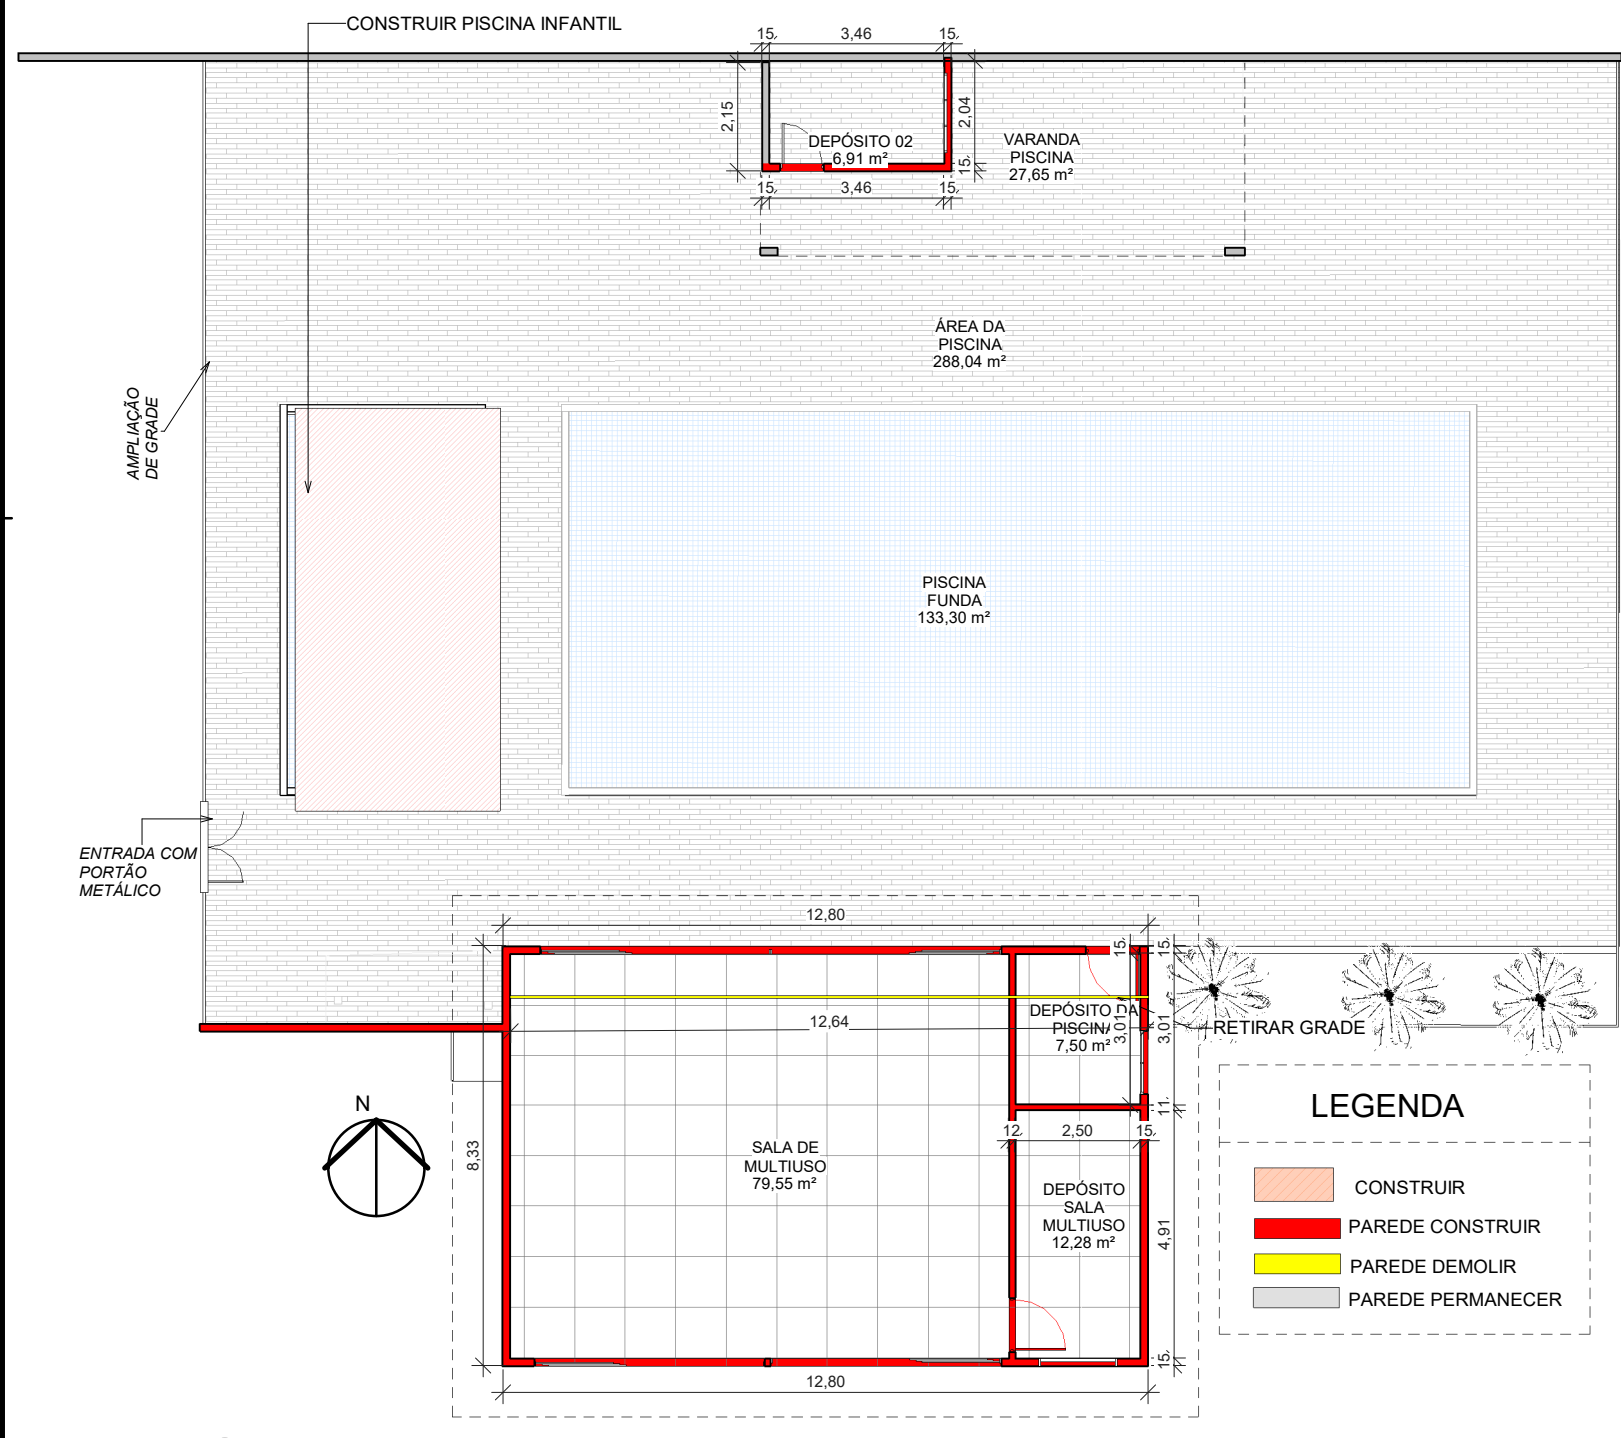 CONSTRUIR PISCINA INFANTIL
15
3,46
15
2,15
2,04
DEPÓSITO 02
6,91 m²
15
VARANDA
PISCINA
27,65 m²
15
3,46
15
ÁREA DA
PISCINA
288,04 m²
AMPLIAÇÃO
DE GRADE
PISCINA
FUNDA
133,30 m²
ENTRADA COM
PORTÃO
METÁLICO
12,80
15
15
DEPÓSITO DA
PISCINA
7,50 m²
3,01
3,01
12,64
RETIRAR GRADE
N
8,33
11
12
2,50
15
SALA DE
MULTIUSO
79,55 m²
DEPÓSITO
SALA
MULTIUSO
12,28 m²
4,91
15
12,80
LEGENDA
CONSTRUIR
PAREDE CONSTRUIR
PAREDE DEMOLIR
PAREDE PERMANECER